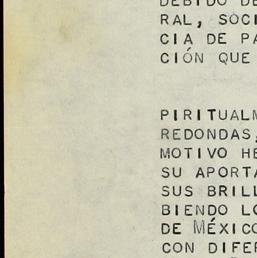 DEBIDO DE
RAL, SOCI
CIA DE PA
CIÓN QUE
PIRITUALM
REDONDAS,
MOTIVO HE
SU APORTA
SUS BRILL
BIENDO LO
DE MÉXICO
CON DIFER